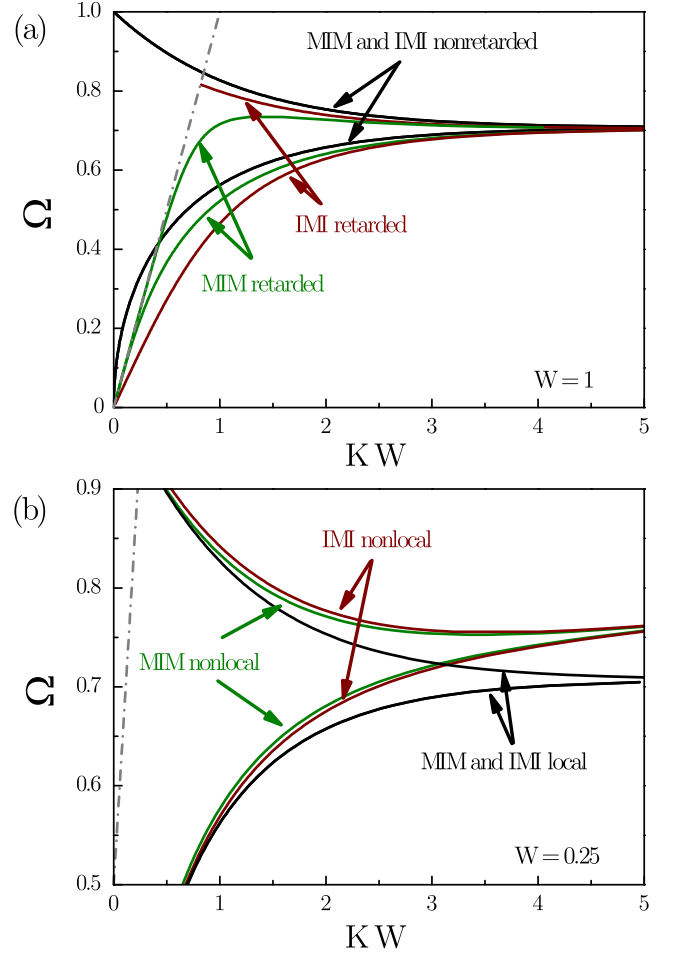 (a)
1.0
MIM and IMI nonretarded
0.8
0.6
Ω
IMI retarded
0.4
MIM retarded
0.2
W = 1
0
0 1 2 3 4 5
K W
(b)
0.9
IMI nonlocal
0.8
MIM nonlocal
Ω
0.7
MIM and IMI local
0.6
W = 0.25
0.5
0 1 2 3 4 5
K W